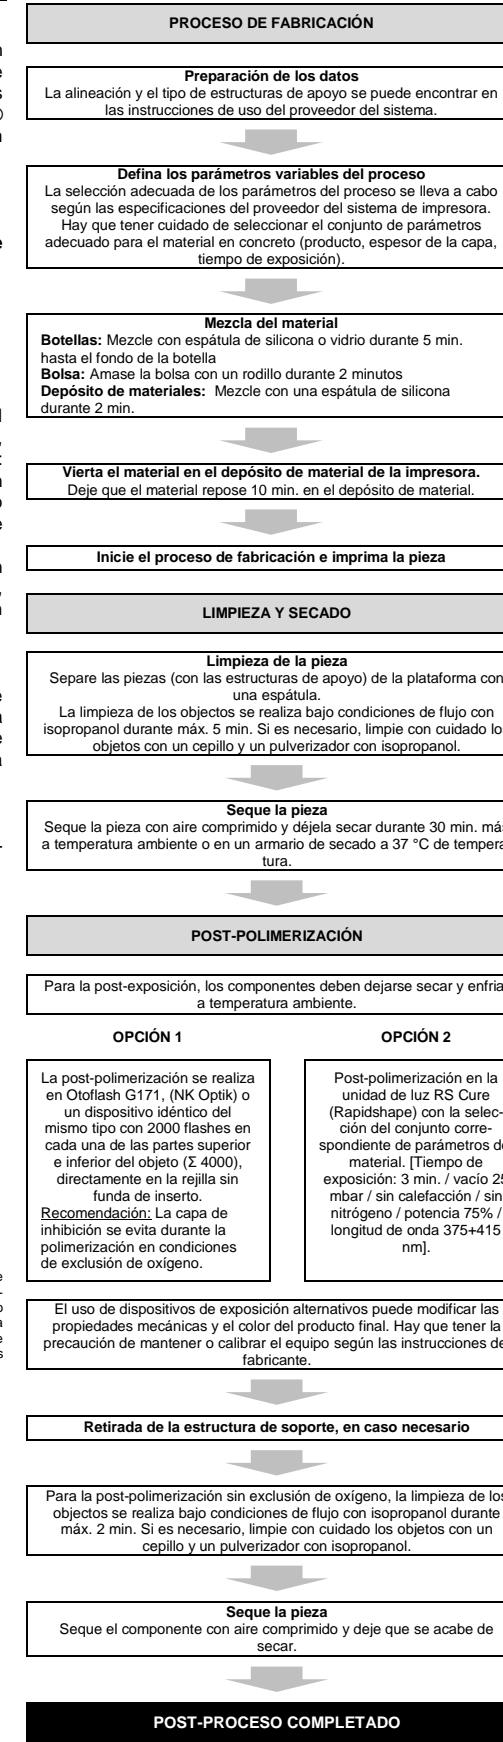 PROCESO DE FABRICACIÓN
Preparación de los datos
La alineación y el tipo de estructuras de apoyo se puede encontrar en
las instrucciones de uso del proveedor del sistema.
Defina los parámetros variables del proceso
La selección adecuada de los parámetros del proceso se lleva a cabo
según las especificaciones del proveedor del sistema de impresora.
Hay que tener cuidado de seleccionar el conjunto de parámetros
adecuado para el material en concreto (producto, espesor de la capa,
tiempo de exposición).
Mezcla del material
Botellas: Mezcle con espátula de silicona o vidrio durante 5 min.
hasta el fondo de la botella
Bolsa: Amase la bolsa con un rodillo durante 2 minutos
Depósito de materiales: Mezcle con una espátula de silicona
durante 2 min.
Vierta el material en el depósito de material de la impresora.
Deje que el material repose 10 min. en el depósito de material.
Inicie el proceso de fabricación e imprima la pieza
LIMPIEZA Y SECADO
Limpieza de la pieza
Separe las piezas (con las estructuras de apoyo) de la plataforma con
una espátula.
La limpieza de los objectos se realiza bajo condiciones de flujo con
isopropanol durante máx. 5 min. Si es necesario, limpie con cuidado lo
objetos con un cepillo y un pulverizador con isopropanol.
Seque la pieza
Seque la pieza con aire comprimido y déjela secar durante 30 min. más
a temperatura ambiente o en un armario de secado a 37 °C de tempera
tura.
POST-POLIMERIZACIÓN
Para la post-exposición, los componentes deben dejarse secar y enfria
a temperatura ambiente.
OPCIÓN 1
La post-polimerización se realiza
en Otoflash G171, (NK Optik) o
un dispositivo idéntico del
mismo tipo con 2000 flashes en
cada una de las partes superior
e inferior del objeto (Σ 4000),
directamente en la rejilla sin
funda de inserto.
Recomendación: La capa de
inhibición se evita durante la
polimerización en condiciones
de exclusión de oxígeno.
OPCIÓN 2
Post-polimerización en la
unidad de luz RS Cure
(Rapidshape) con la selec-
ción del conjunto corre-
spondiente de parámetros de
material. [Tiempo de
exposición: 3 min. / vacío 25
mbar / sin calefacción / sin
nitrógeno / potencia 75% /
longitud de onda 375+415
nm].
El uso de dispositivos de exposición alternativos puede modificar las
propiedades mecánicas y el color del producto final. Hay que tener la
precaución de mantener o calibrar el equipo según las instrucciones de
fabricante.
Retirada de la estructura de soporte, en caso necesario
Para la post-polimerización sin exclusión de oxígeno, la limpieza de los
objectos se realiza bajo condiciones de flujo con isopropanol durante
máx. 2 min. Si es necesario, limpie con cuidado los objetos con un
cepillo y un pulverizador con isopropanol.
Seque la pieza
Seque el componente con aire comprimido y deje que se acabe de
secar.
POST-PROCESO COMPLETADO